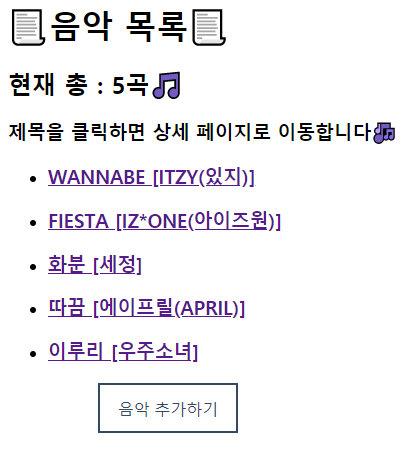 📃음악 목록📃
현재 총 : 5곡🎵
제목을 클릭하면 상세 페이지로 이동합니다🎶
WANNABE [ITZY(있지)]
FIESTA [IZ*ONE(아이즈원)]
화분 [세정]
따끔 [에이프릴(APRIL)]
이루리 [우주소녀]
음악 추가하기